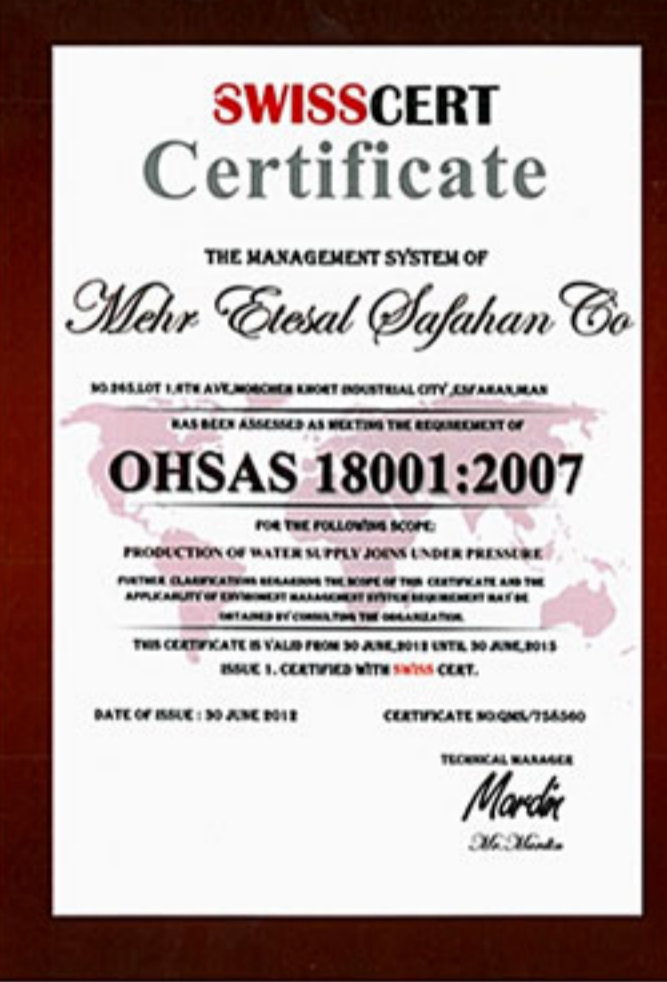 SWISSCERT
Certificate
THE MANAGEMENT SYSTEM OF
Mehr Etesal Safahan Co
NO.265,LOT 1,6TH AVE,MORCHEH KHORT INDUSTRIAL CITY ,ESFAHAN,IRAN
HAS BEEN ASSESSED AS MEETING THE REQUIREMENT OF
OHSAS 18001:2007
FOR THE FOLLOWING SCOPE:
PRODUCTION OF WATER SUPPLY JOINS UNDER PRESSURE
FURTHER CLARIFICATIONS REGARDING THE SCOPE OF THIS CERTIFICATE AND THE
APPLICABILITY OF ENVIROMENT MANAGEMENT SYSTEM REQUIREMENT MAY BE
OBTAINED BY CONSULTING THE ORGANIZATION.
THIS CERTIFICATE IS VALID FROM 30 JUNE,2012 UNTIL 30 JUNE,2015
ISSUE 1. CERTIFIED WITH SWISS CERT.
DATE OF ISSUE : 30 JUNE 2012
CERTIFICATE NO:QMS/756560
TECHNICAL MANAGER
Mardin
Mr.